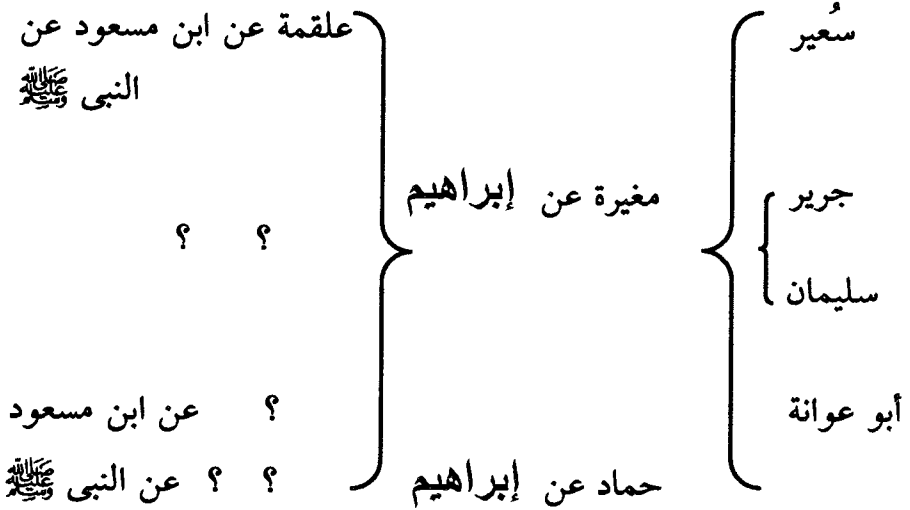 سُعير علقمة عن ابن مسعود عن
النبى ﷺ
جرير مغيرة عن إبراهيم
؟ ؟
سليمان
أبو عوانة ؟ عن ابن مسعود
حماد عن إبراهيم ؟ ؟ عن النبى ﷺ